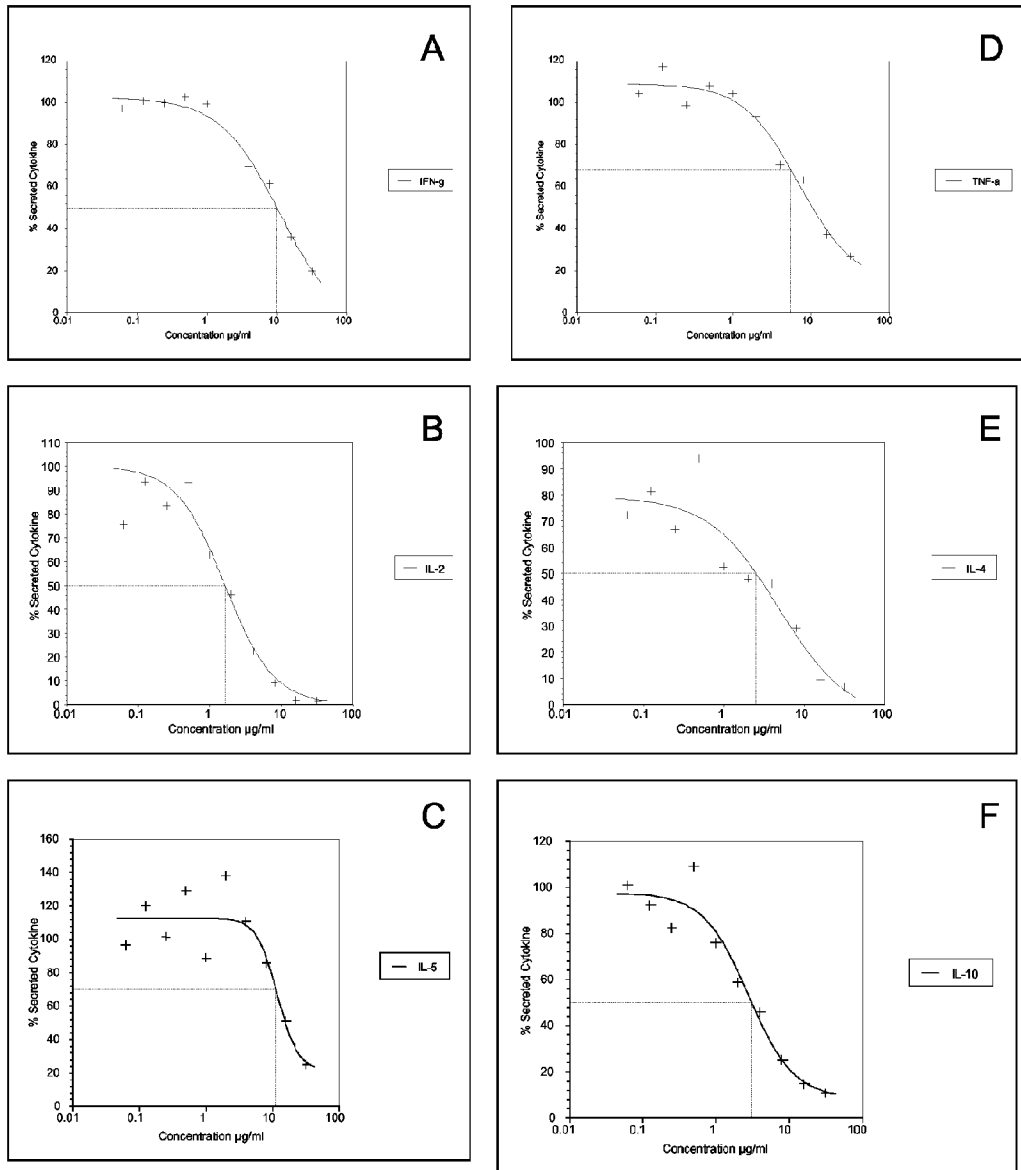 A
120
100
80
60
40
20
0
% Secreted Cytokine
0.01 0.1 1 10 100
Concentration µg/ml
IFN-g
D
120
100
80
60
40
20
0
% Secreted Cytokine
0.01 0.1 1 10 100
Concentration µg/ml
TNF-a
B
110
100
90
80
70
60
50
40
30
20
10
0
% Secreted Cytokine
0.01 0.1 1 10 100
Concentration µg/ml
IL-2
E
100
90
80
70
60
50
40
30
20
10
0
% Secreted Cytokine
0.01 0.1 1 10 100
Concentration µg/ml
IL-4
C
160
140
120
100
80
60
40
20
0
% Secreted Cytokine
0.01 0.1 1 10 100
Concentration µg/ml
IL-5
F
120
100
80
60
40
20
0
% Secreted Cytokine
0.01 0.1 1 10 100
Concentration µg/ml
IL-10